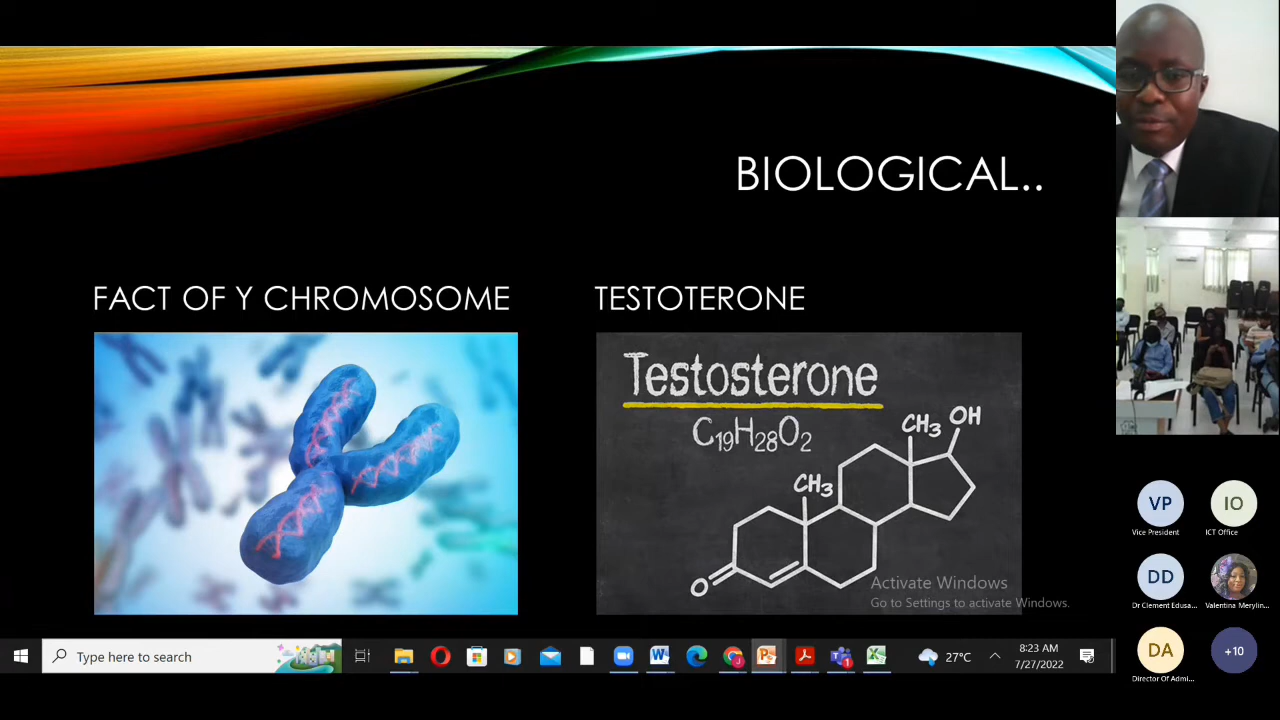 BIOLOGICAL..
FACT OF Y CHROMOSOME
TESTOTERONE
Testosterone
C₁₉H₂₈O₂
CH₃
OH
CH₃
O
Activate Windows
Go to Settings to activate Windows.
Type here to search
27°C
8:23 AM
7/27/2022
1
VP
IO
Vice President
ICT Office
DD
Dr Clement Edusa...
Valentina Merylin...
DA
+10
Director Of Admi...